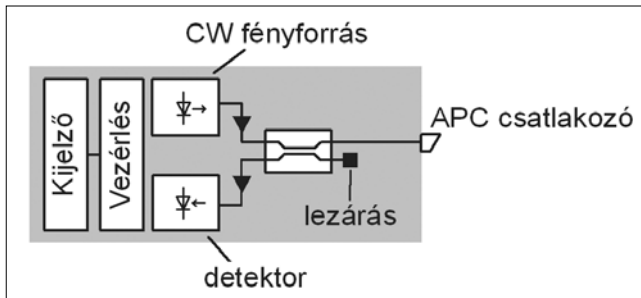 CW fényforrás
Kijelző
Vezérlés
APC csatlakozó
lezárás
detektor